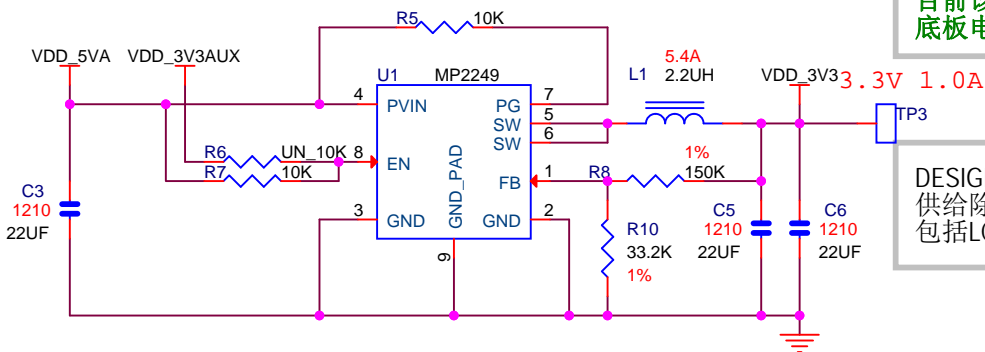 R5
10K
VDD_5VA
VDD_3V3AUX
U1
MP2249
4
PVIN
PG
7
SW
5
SW
6
R6
UN_10K
8
EN
R7
10K
GND_PAD
FB
1
3
GND
GND
2
9
C3
1210
22UF
5.4A
L1
2.2UH
VDD_3V3
3.3V 1.0A
TP3
1%
R8
150K
R10
33.2K
1%
C5
1210
22UF
C6
1210
22UF
底板电
DESIG
供给除
包括LC